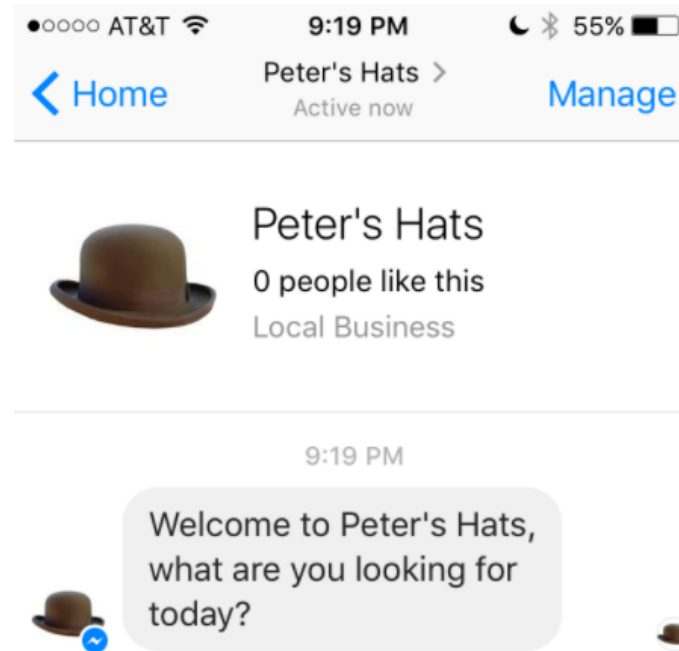 AT&T 9:19 PM 55%
Home Peter's Hats > Manage
Active now
Peter's Hats
0 people like this
Local Business
9:19 PM
Welcome to Peter's Hats,
what are you looking for
today?